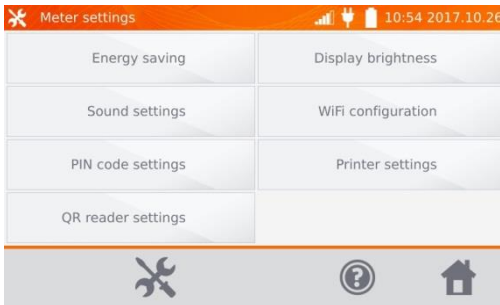 Meter settings 10:54 2017.10.26
Energy saving Display brightness
Sound settings WiFi configuration
PIN code settings Printer settings
QR reader settings
?